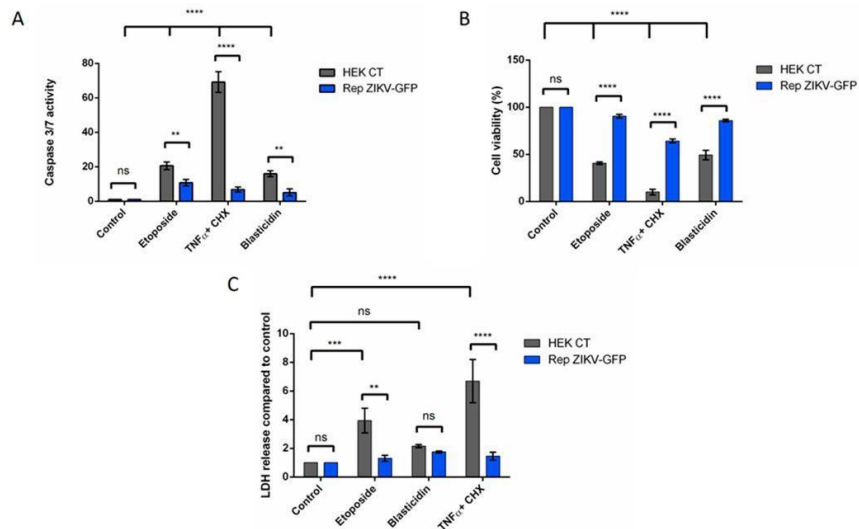 A
****
****
Caspase 3/7 activity
80
60
40
20
0
ns
**
**
HEK CT
Rep ZIKV-GFP
Control
Etoposide
TNFα+ CHX
Blasticidin
B
****
Cell viability (%)
150
100
50
0
ns
****
****
****
HEK CT
Rep ZIKV-GFP
Control
Etoposide
TNFα+ CHX
Blasticidin
C
****
ns
***
LDH release compared to control
10
8
6
4
2
0
ns
**
ns
****
HEK CT
Rep ZIKV-GFP
Control
Etoposide
Blasticidin
TNFα+ CHX